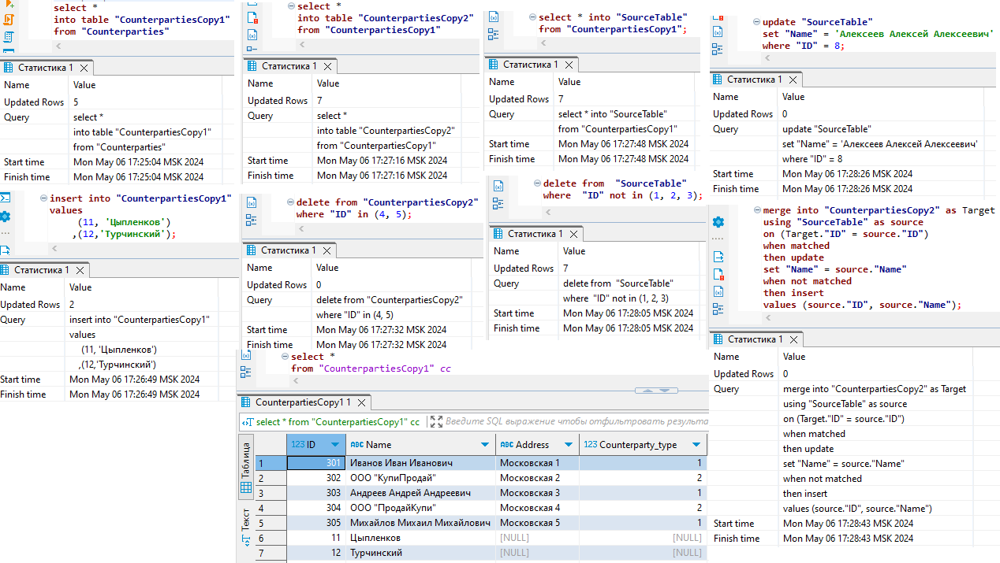 select *
into table "CounterpartiesCopy1"
from "Counterparties"
Статистика 1
Name Value
Updated Rows 5
Query select *
into table "CounterpartiesCopy1"
from "Counterparties"
Start time Mon May 06 17:25:04 MSK 2024
Finish time Mon May 06 17:25:04 MSK 2024
insert into "CounterpartiesCopy1"
values
(11, 'Цыпленков')
,(12,'Турчинский');
Статистика 1
Name Value
Updated Rows 2
Query insert into "CounterpartiesCopy1"
values
(11, 'Цыпленков')
,(12,'Турчинский')
Start time Mon May 06 17:26:49 MSK 2024
Finish time Mon May 06 17:26:49 MSK 2024
select *
into table "CounterpartiesCopy2"
from "CounterpartiesCopy1"
Статистика 1
Name Value
Updated Rows 7
Query select *
into table "CounterpartiesCopy2"
from "CounterpartiesCopy1"
Start time Mon May 06 17:27:16 MSK 2024
Finish time Mon May 06 17:27:16 MSK 2024
delete from "CounterpartiesCopy2"
where "ID" in (4, 5);
Статистика 1
Name Value
Updated Rows 0
Query delete from "CounterpartiesCopy2"
where "ID" in (4, 5)
Start time Mon May 06 17:27:32 MSK 2024
Finish time Mon May 06 17:27:32 MSK 2024
select * into "SourceTable"
from "CounterpartiesCopy1";
Статистика 1
Name Value
Updated Rows 7
Query select * into "SourceTable"
from "CounterpartiesCopy1"
Start time Mon May 06 17:27:48 MSK 2024
Finish time Mon May 06 17:27:48 MSK 2024
delete from "SourceTable"
where "ID" not in (1, 2, 3);
Статистика 1
Name Value
Updated Rows 7
Query delete from "SourceTable"
where "ID" not in (1, 2, 3)
Start time Mon May 06 17:28:05 MSK 2024
Finish time Mon May 06 17:28:05 MSK 2024
update "SourceTable"
set "Name" = 'Алексеев Алексей Алексеевич'
where "ID" = 8;
Статистика 1
Name Value
Updated Rows 0
Query update "SourceTable"
set "Name" = 'Алексеев Алексей Алексеевич'
where "ID" = 8
Start time Mon May 06 17:28:26 MSK 2024
Finish time Mon May 06 17:28:26 MSK 2024
merge into "CounterpartiesCopy2" as Target
using "SourceTable" as source
on (Target."ID" = source."ID")
when matched
then update
set "Name" = source."Name"
when not matched
then insert
values (source."ID", source."Name");
Статистика 1
Name Value
Updated Rows 0
Query merge into "CounterpartiesCopy2" as Target
using "SourceTable" as source
on (Target."ID" = source."ID")
when matched
then update
set "Name" = source."Name"
when not matched
then insert
values (source."ID", source."Name")
Start time Mon May 06 17:28:43 MSK 2024
Finish time Mon May 06 17:28:43 MSK 2024
select *
from "CounterpartiesCopy1" cc
CounterpartiesCopy1 1
select * from "CounterpartiesCopy1" cc Введите SQL выражение чтобы отфильтровать результа
Таблица
Текст
123 ID ABC Name ABC Address 123 Counterparty_type
1 301 Иванов Иван Иванович Московская 1 1
2 302 ООО "КупиПродай" Московская 2 2
3 303 Андреев Андрей Андреевич Московская 3 1
4 304 ООО "ПродайКупи" Московская 4 2
5 305 Михайлов Михаил Михайлович Московская 5 1
6 11 Цыпленков [NULL] [NULL]
7 12 Турчинский [NULL] [NULL]